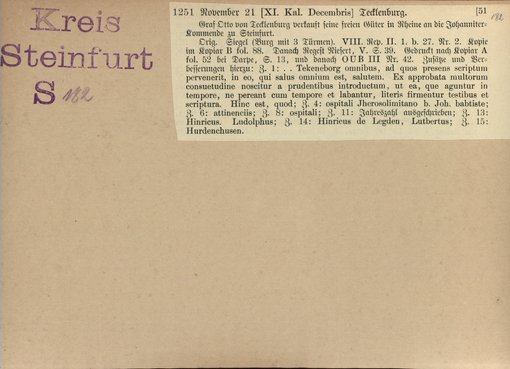 Kreis
Steinfurt
S 182
1251 November 21 [XI. Kal. Decembris] Tecklenburg. [51
182
Graf Otto von Tecklenburg verkauft seine freien Güter in Rheine an die Johanniter-
Kommende zu Steinfurt.
Orig. Siegel (Burg mit 3 Türmen). VIII. Rep. II. 1. b. 27. Nr. 2. Kopie
im Kopiar B fol. 88. Danach Regest Niesert, V. S. 39. Gedruckt nach Kopiar A
fol. 52 bei Darpe, S. 13, und danach OUB III Nr. 42. Zusätze und Ver-
besserungen hierzu: Z. 1: . . Tekeneborg omnibus, ad quos presens scriptum
pervenerit, in eo, qui salus omnium est, salutem. Ex approbata multorum
consuetudine noscitur a prudentibus introductum, ut ea, que aguntur in
tempore, ne pereant cum tempore et labantur, literis firmentur testibus et
scriptura. Hinc est, quod; Z. 4: ospitali Jherosolimitano b. Joh. babtiste;
Z. 6: attinenciis; Z. 8: ospitali; Z. 11: Jahreszahl ausgeschrieben; Z. 13:
Hinricus. Ludolphus; Z. 14: Hinricus de Legden, Lutbertus; Z. 15:
Hurdenchusen.